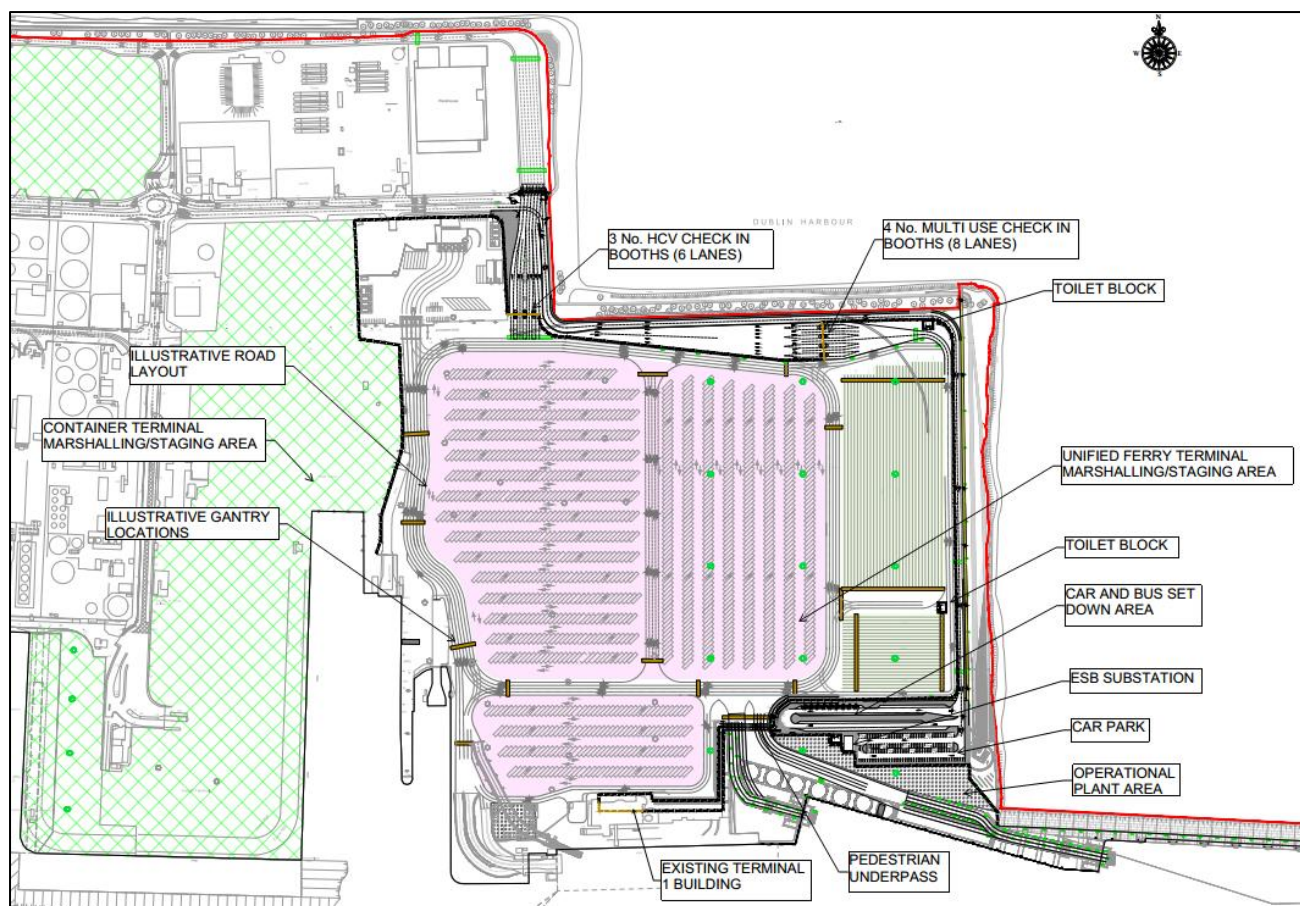 N
W
E
S
DUBLIN HARBOUR
3 No. HCV CHECK IN
BOOTHS (6 LANES)
4 No. MULTI USE CHECK IN
BOOTHS (8 LANES)
TOILET BLOCK
ILLUSTRATIVE ROAD
LAYOUT
CONTAINER TERMINAL
MARSHALLING/STAGING AREA
UNIFIED FERRY TERMINAL
MARSHALLING/STAGING AREA
ILLUSTRATIVE GANTRY
LOCATIONS
TOILET BLOCK
CAR AND BUS SET
DOWN AREA
ESB SUBSTATION
CAR PARK
OPERATIONAL
PLANT AREA
PEDESTRIAN
UNDERPASS
EXISTING TERMINAL
1 BUILDING